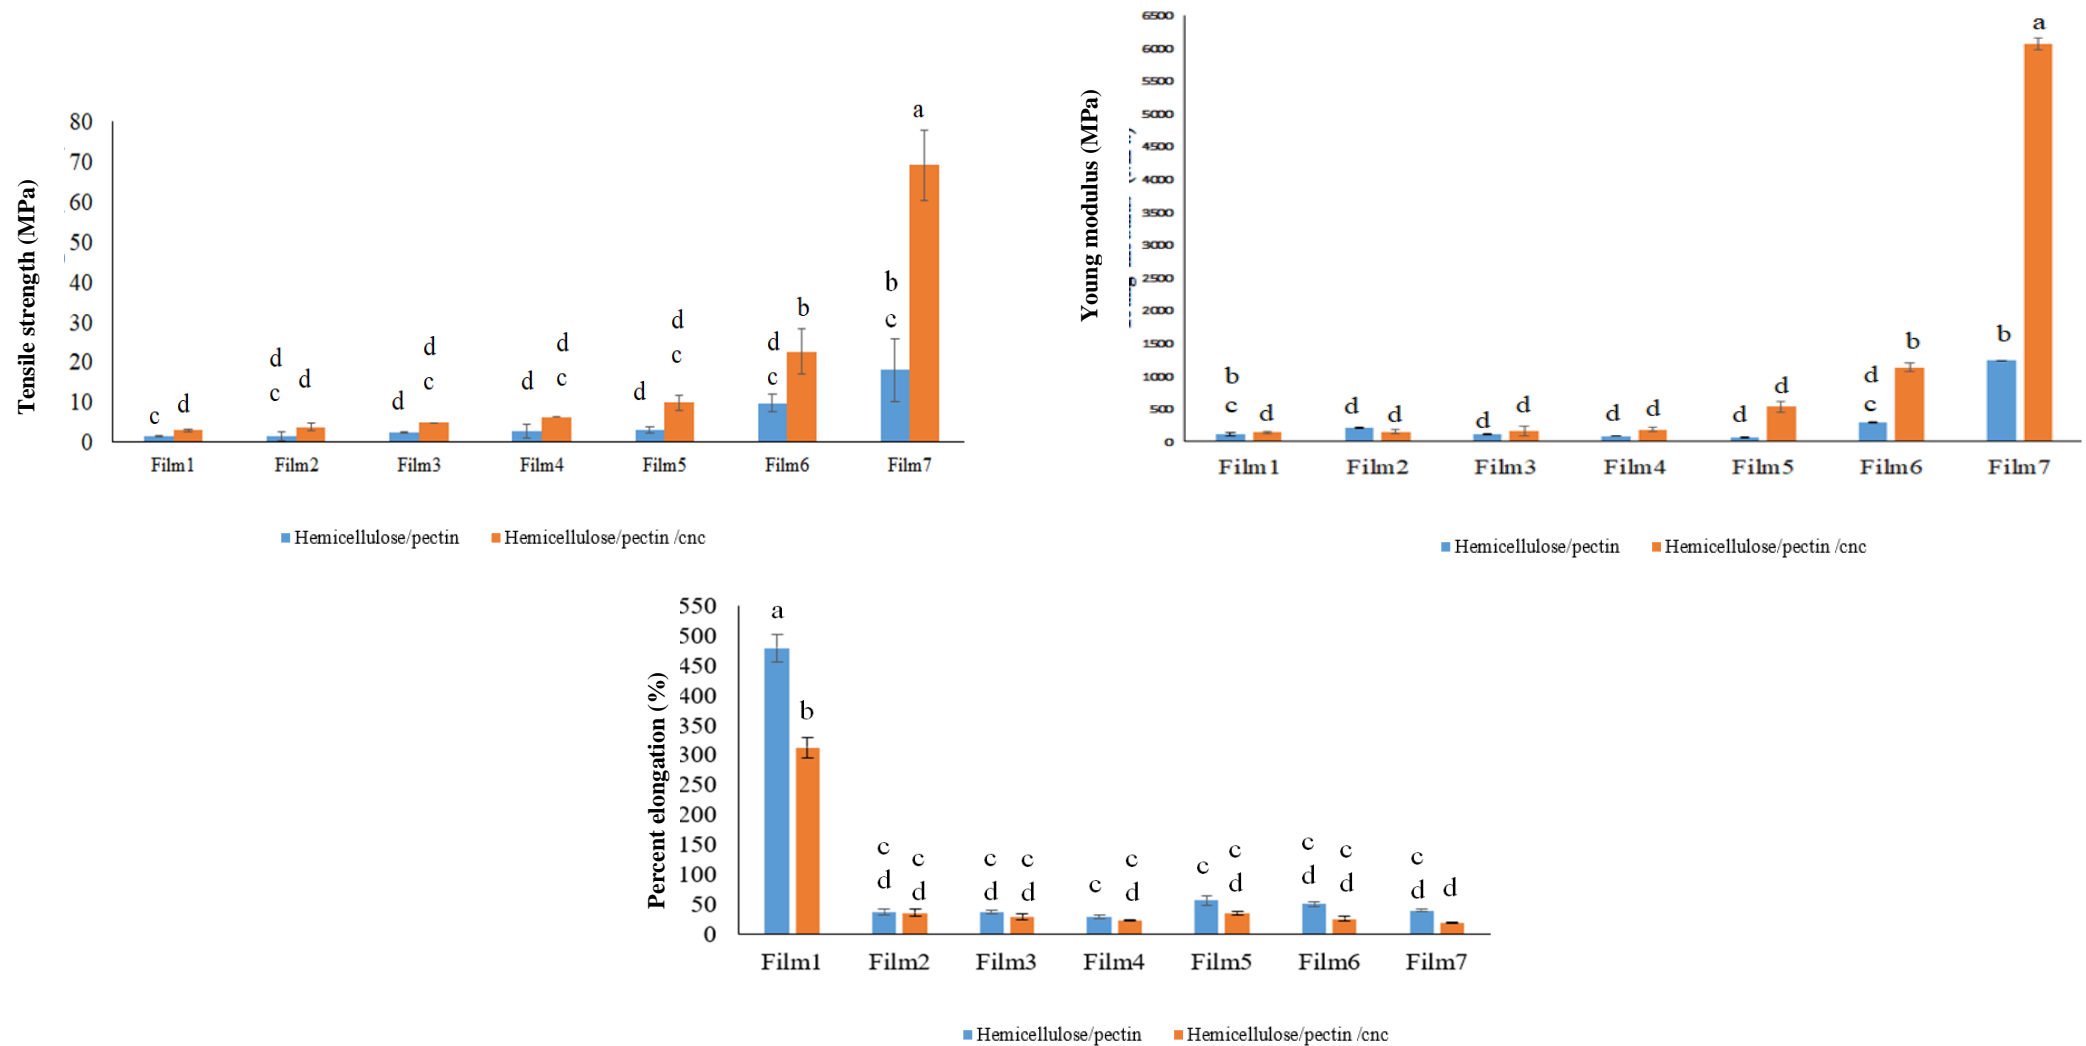 Tensile strength (MPa)
80
70
60
50
40
30
20
10
0
c
d
d
c
d
d
d
c
d
d
c
d
d
c
d
c
b
b
c
a
Film1 Film2 Film3 Film4 Film5 Film6 Film7
Hemicellulose/pectin Hemicellulose/pectin /cnc
Young modulus (MPa)
6500
6000
5500
5000
4500
4000
3500
3000
2500
2000
1500
1000
500
0
b
c
d
d
d
d
d
d
d
d
d
d
c
b
b
a
Film1 Film2 Film3 Film4 Film5 Film6 Film7
Hemicellulose/pectin Hemicellulose/pectin /cnc
Percent elongation (%)
550
500
450
400
350
300
250
200
150
100
50
0
a
b
c
d
c
d
c
d
c
d
c
c
d
c
c
d
c
d
c
d
c
d
d
Film1 Film2 Film3 Film4 Film5 Film6 Film7
Hemicellulose/pectin Hemicellulose/pectin /cnc